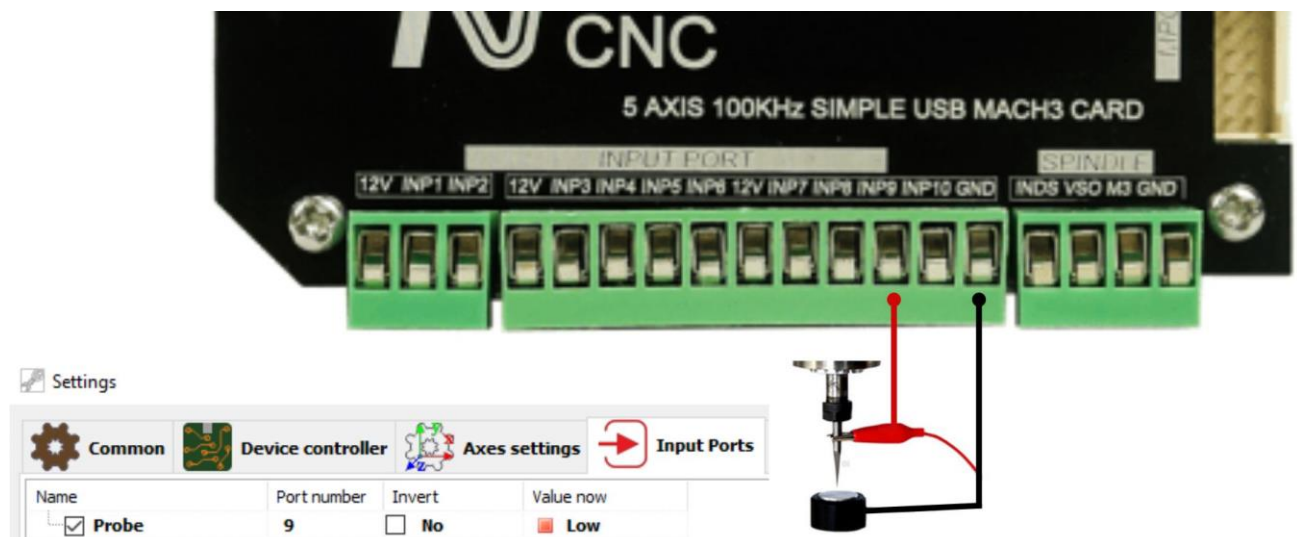 CNC
5 AXIS 100KHz SIMPLE USB MACH3 CARD
INPUT PORT
SPINDLE
12V INP1 INP2 12V INP3 INP4 INP5 INP6 12V INP7 INP8 INP9 INP10 GND INDS VSO M3 GND
Settings
Common Device controller Axes settings Input Ports
Name Port number Invert Value now
Probe 9 No Low